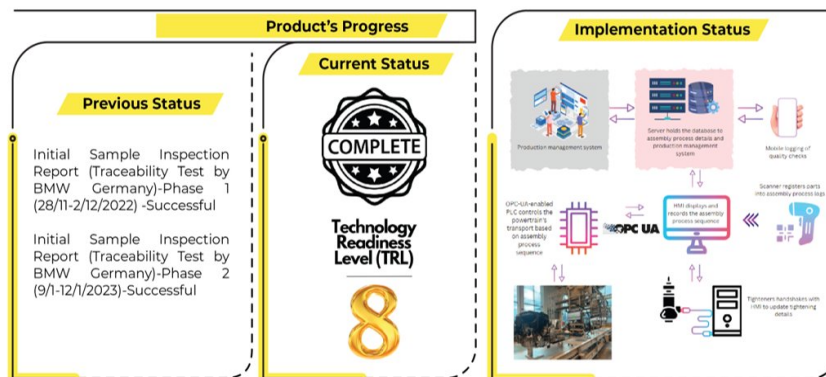 Product's Progress
Previous Status
Initial Sample Inspection
Report (Traceability Test by
BMW Germany)-Phase 1
(28/11-2/12/2022) -Successful
Initial Sample Inspection
Report (Traceability Test by
BMW Germany)-Phase 2
(9/1-12/1/2023)-Successful
Current Status
COMPLETE
Technology
Readiness
Level (TRL)
8
Implementation Status
Production management system
Server holds the database to
assembly process details and
production management
system
Mobile logging of
quality checks
OPC-UA-enabled
PLC controls the
powertrain's
transport based on
assembly
process
sequence
OPC UA
HMI displays and
records the assembly
process sequence
Scanner registers parts
into assembly process logs
Tighteners handshakes with
HMI to update tightening
details